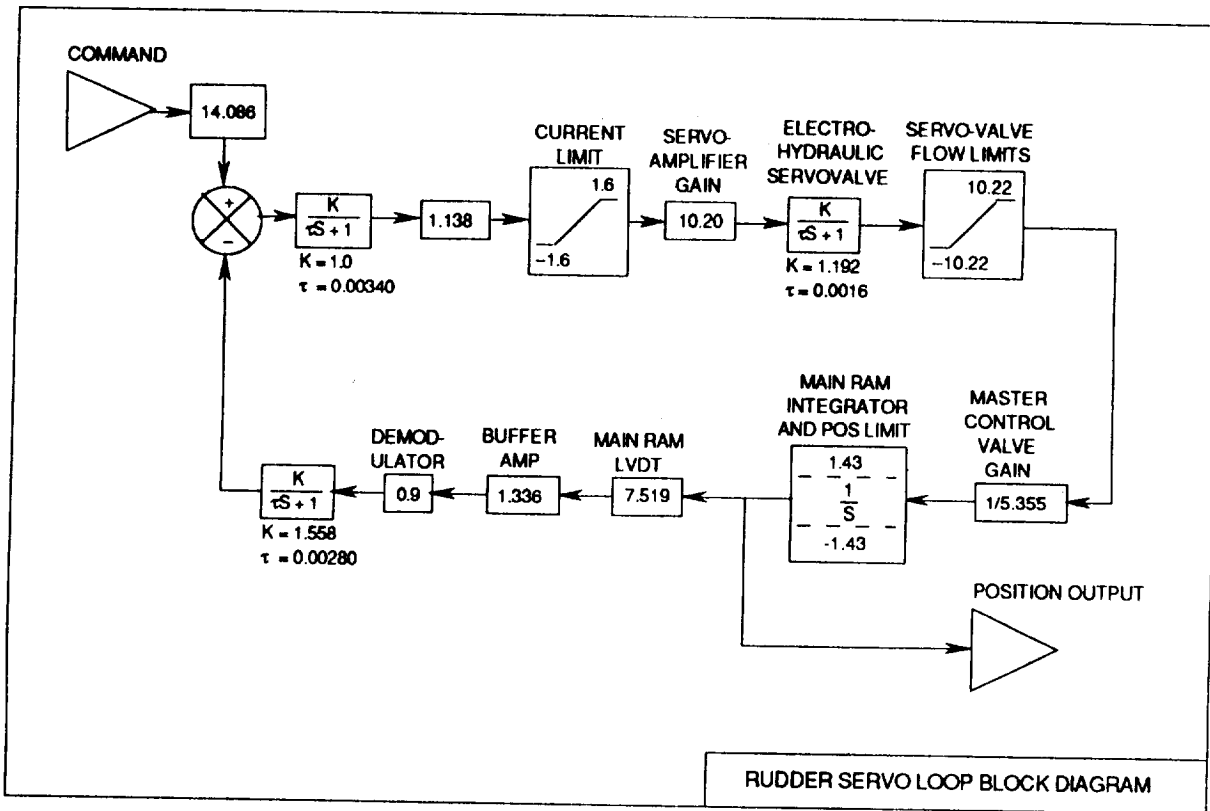 COMMAND
14.086
+
−
K
τS + 1
K = 1.0
τ = 0.00340
1.138
CURRENT
LIMIT
1.6
−1.6
SERVO-
AMPLIFIER
GAIN
10.20
ELECTRO-
HYDRAULIC
SERVOVALVE
K
τS + 1
K = 1.192
τ = 0.0016
SERVO-VALVE
FLOW LIMITS
10.22
−10.22
MASTER
CONTROL
VALVE
GAIN
1/5.355
MAIN RAM
INTEGRATOR
AND POS LIMIT
1.43
1
S
-1.43
MAIN RAM
LVDT
7.519
BUFFER
AMP
1.336
DEMOD-
ULATOR
0.9
K
τS + 1
K = 1.558
τ = 0.00280
POSITION OUTPUT
RUDDER SERVO LOOP BLOCK DIAGRAM